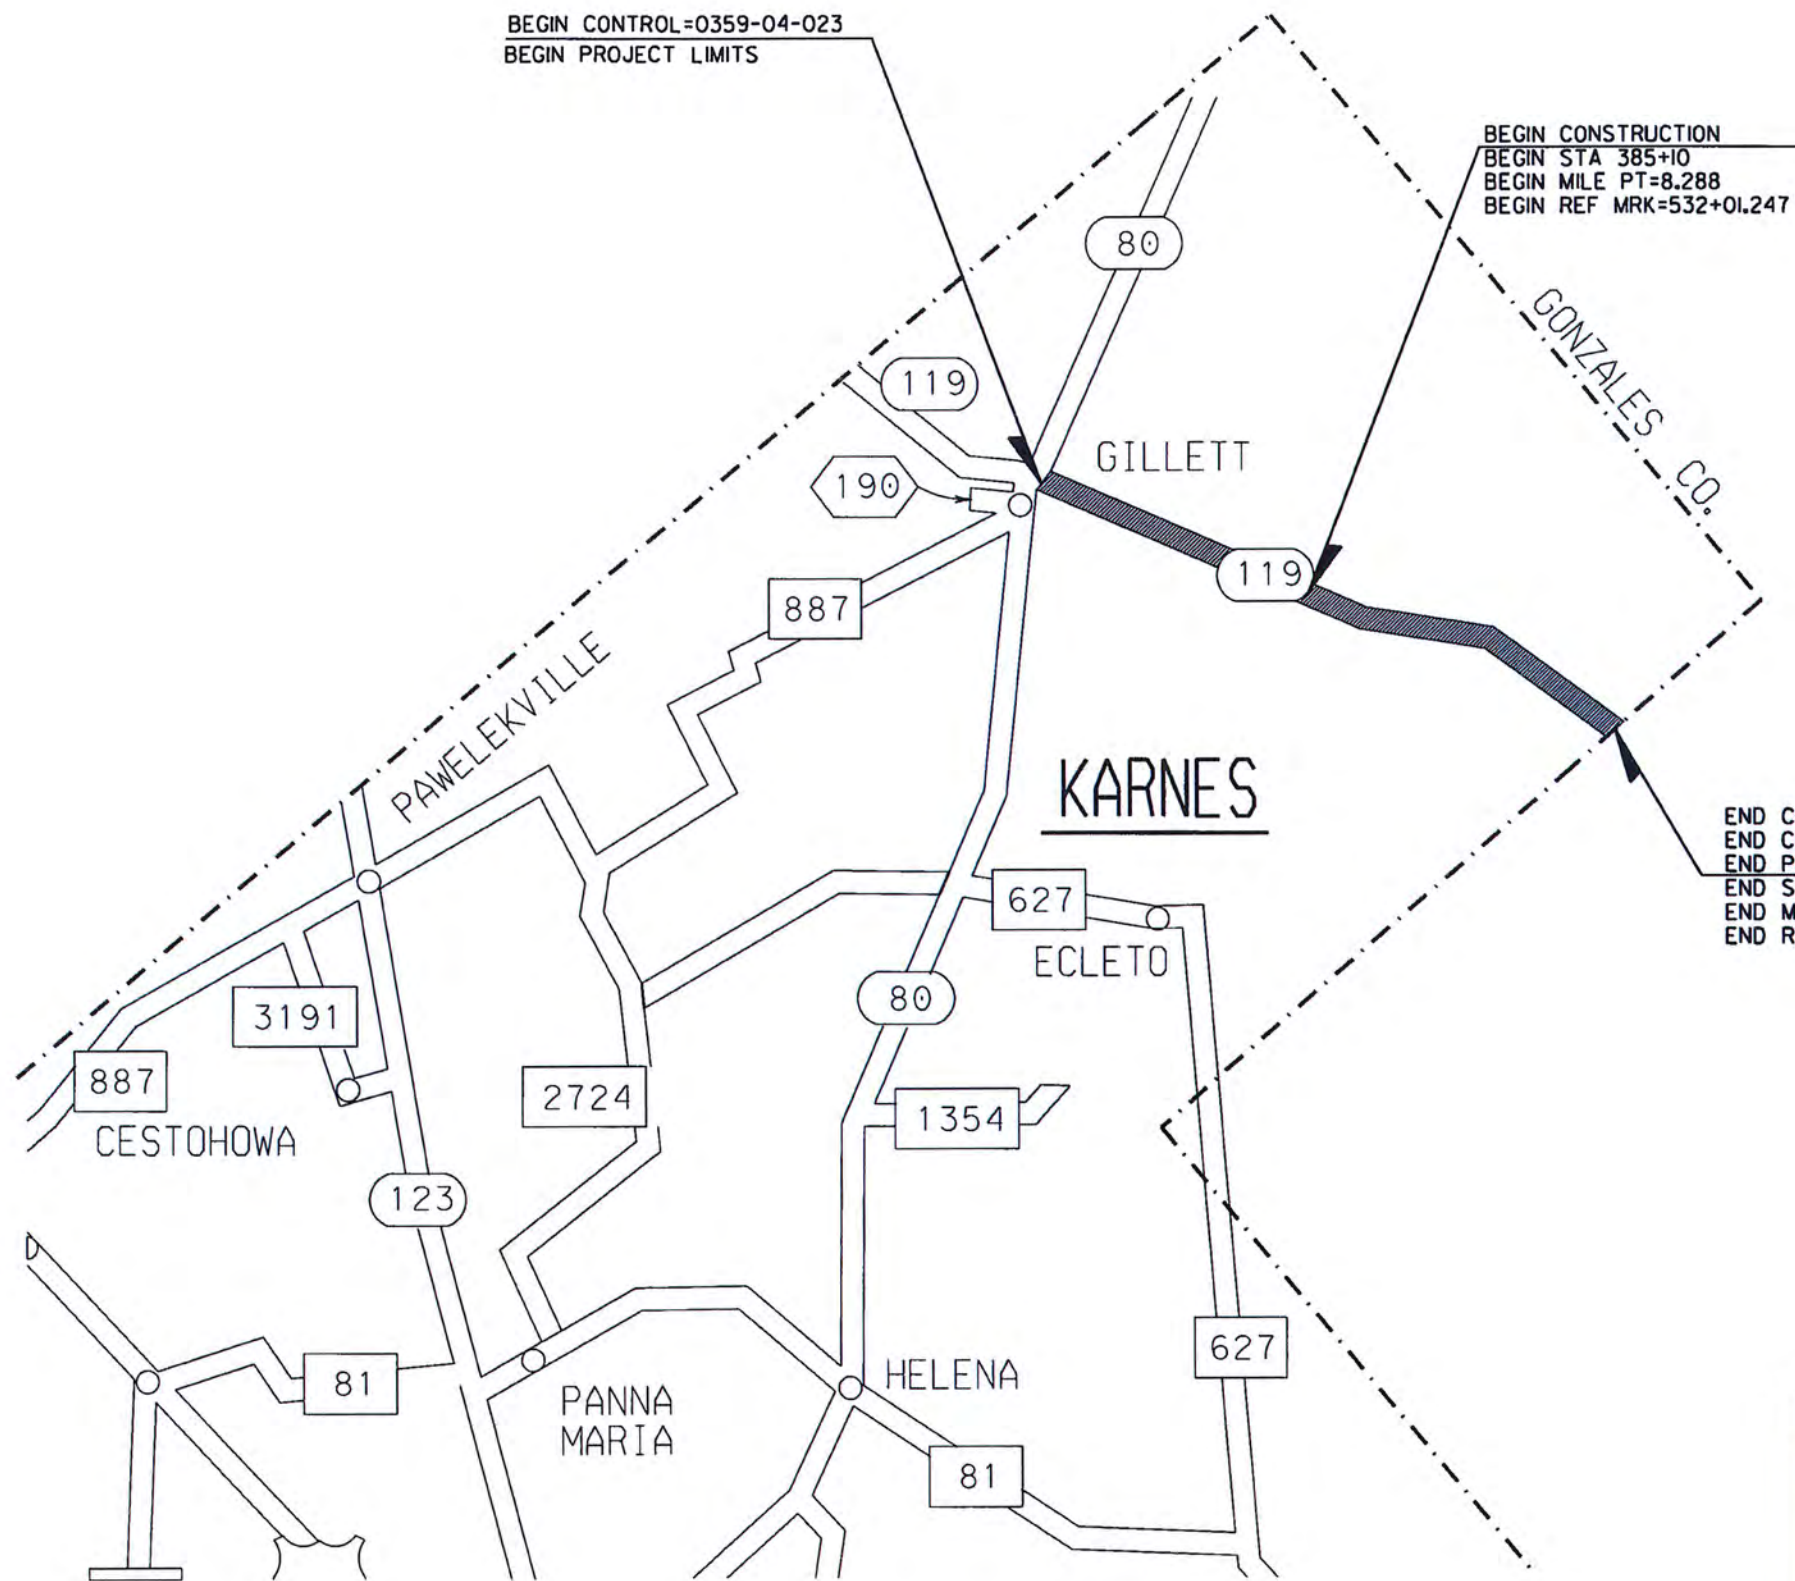 BEGIN CONTROL=0359-04-023
BEGIN PROJECT LIMITS
BEGIN CONSTRUCTION
BEGIN STA 385+10
BEGIN MILE PT=8.288
BEGIN REF MRK=532+01.247
80
GONZALES CO.
119
GILLETT
190
119
887
PAWELEKVILLE
KARNES
END C
END C
END P
END S
END M
END R
627
ECLETO
80
3191
887
2724
1354
CESTOHOWA
123
627
81
HELENA
PANNA
MARIA
81